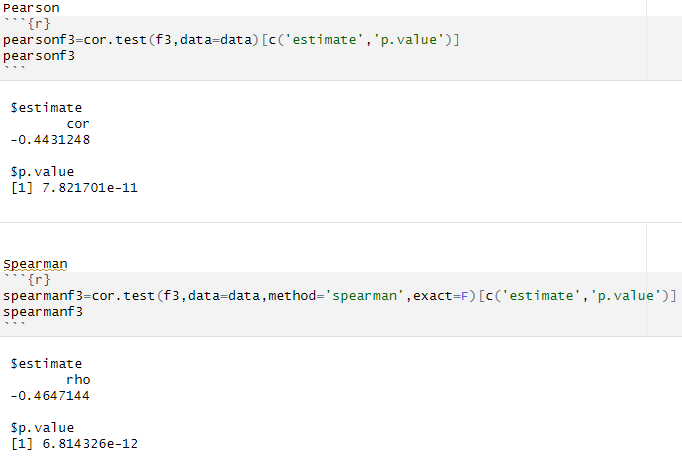 Pearson
```{r}
pearsonf3=cor.test(f3,data=data)[c('estimate','p.value')]
pearsonf3
```
$estimate
cor
-0.4431248
$p.value
[1] 7.821701e-11
Spearman
```{r}
spearmanf3=cor.test(f3,data=data,method='spearman',exact=F)[c('estimate','p.value')]
spearmanf3
```
$estimate
rho
-0.4647144
$p.value
[1] 6.814326e-12